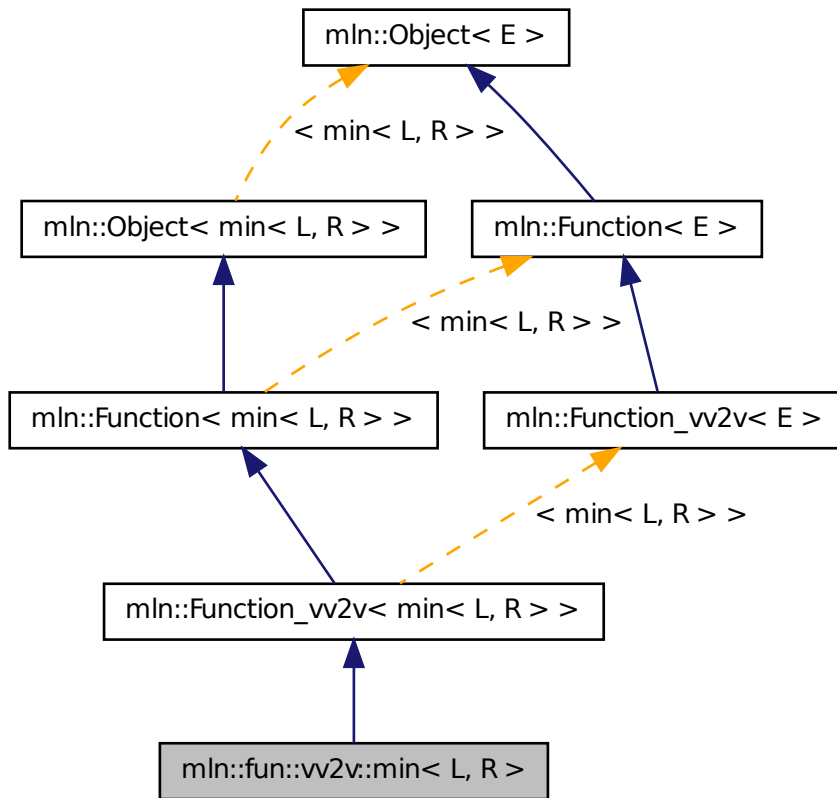 mln::Object< E >
< min< L, R > >
mln::Object< min< L, R > >
mln::Function< E >
< min< L, R > >
mln::Function< min< L, R > >
mln::Function_vv2v< E >
< min< L, R > >
mln::Function_vv2v< min< L, R > >
mln::fun::vv2v::min< L, R >